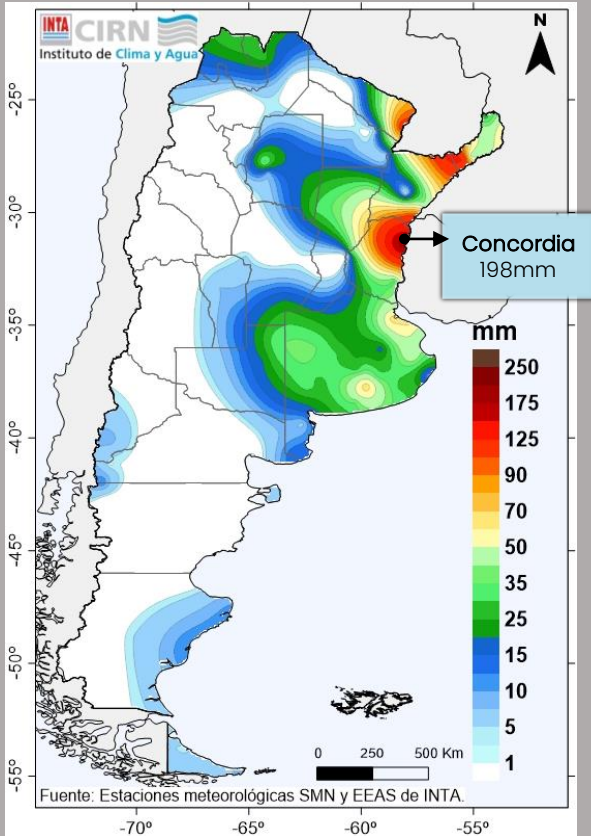 INTA CIRN
Instituto de Clima y Agua
N
-25°
-30°
-35°
-40°
-45°
-50°
-55°
Concordia
198mm
mm
250
175
125
90
70
50
35
25
15
10
5
1
0 250 500 Km
Fuente: Estaciones meteorológicas SMN y EEAS de INTA.
-70° -65° -60° -55°